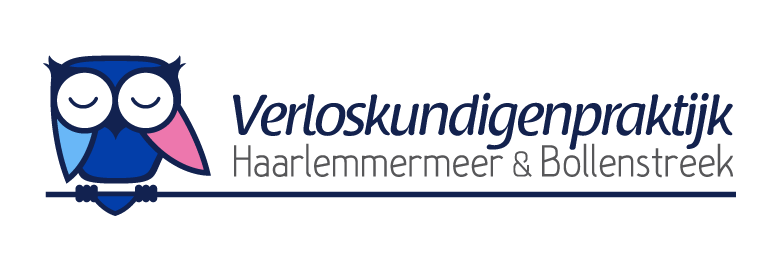 Verloskundigenpraktijk
Haarlemmermeer & Bollenstreek